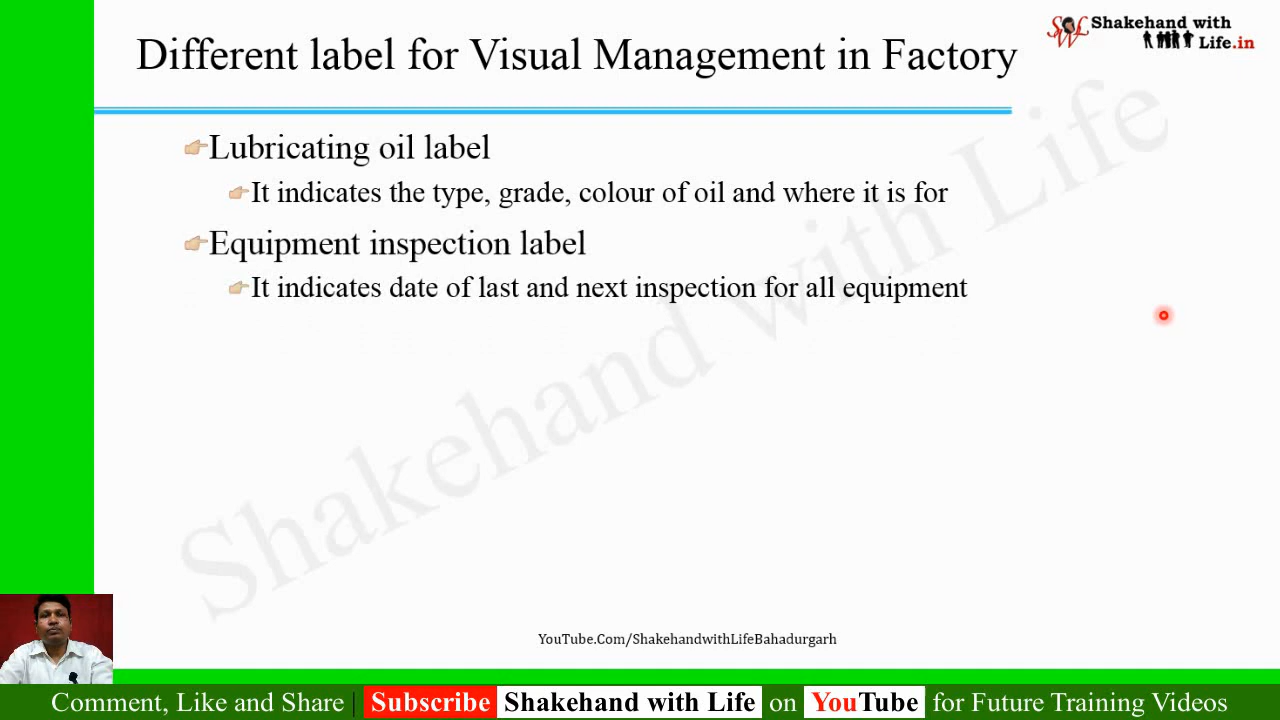 Different label for Visual Management in Factory
Shakehand with
Life.in
Lubricating oil label
It indicates the type, grade, colour of oil and where it is for
Equipment inspection label
It indicates date of last and next inspection for all equipment
Shakehand with Life
YouTube.Com/ShakehandwithLifeBahadurgarh
Comment, Like and Share | Subscribe Shakehand with Life on YouTube for Future Training Videos